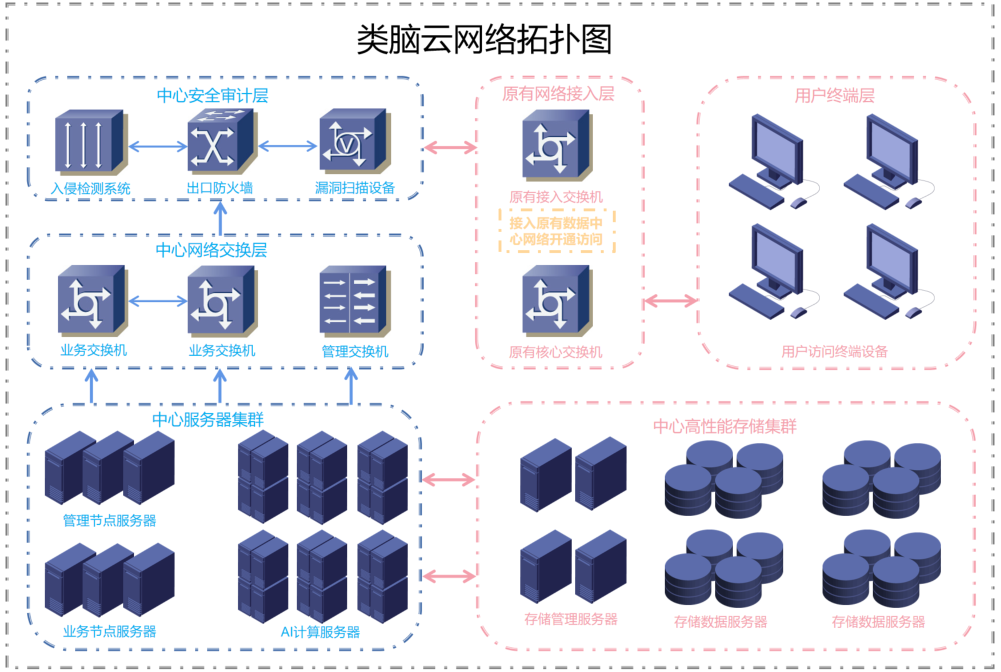 类脑云网络拓扑图
中心安全审计层
入侵检测系统
出口防火墙
漏洞扫描设备
原有网络接入层
原有接入交换机
接入原有数据中
心网络开通访问
原有核心交换机
用户终端层
用户访问终端设备
中心网络交换层
业务交换机
业务交换机
管理交换机
中心服务器集群
管理节点服务器
业务节点服务器
AI计算服务器
中心高性能存储集群
存储管理服务器
存储数据服务器
存储数据服务器